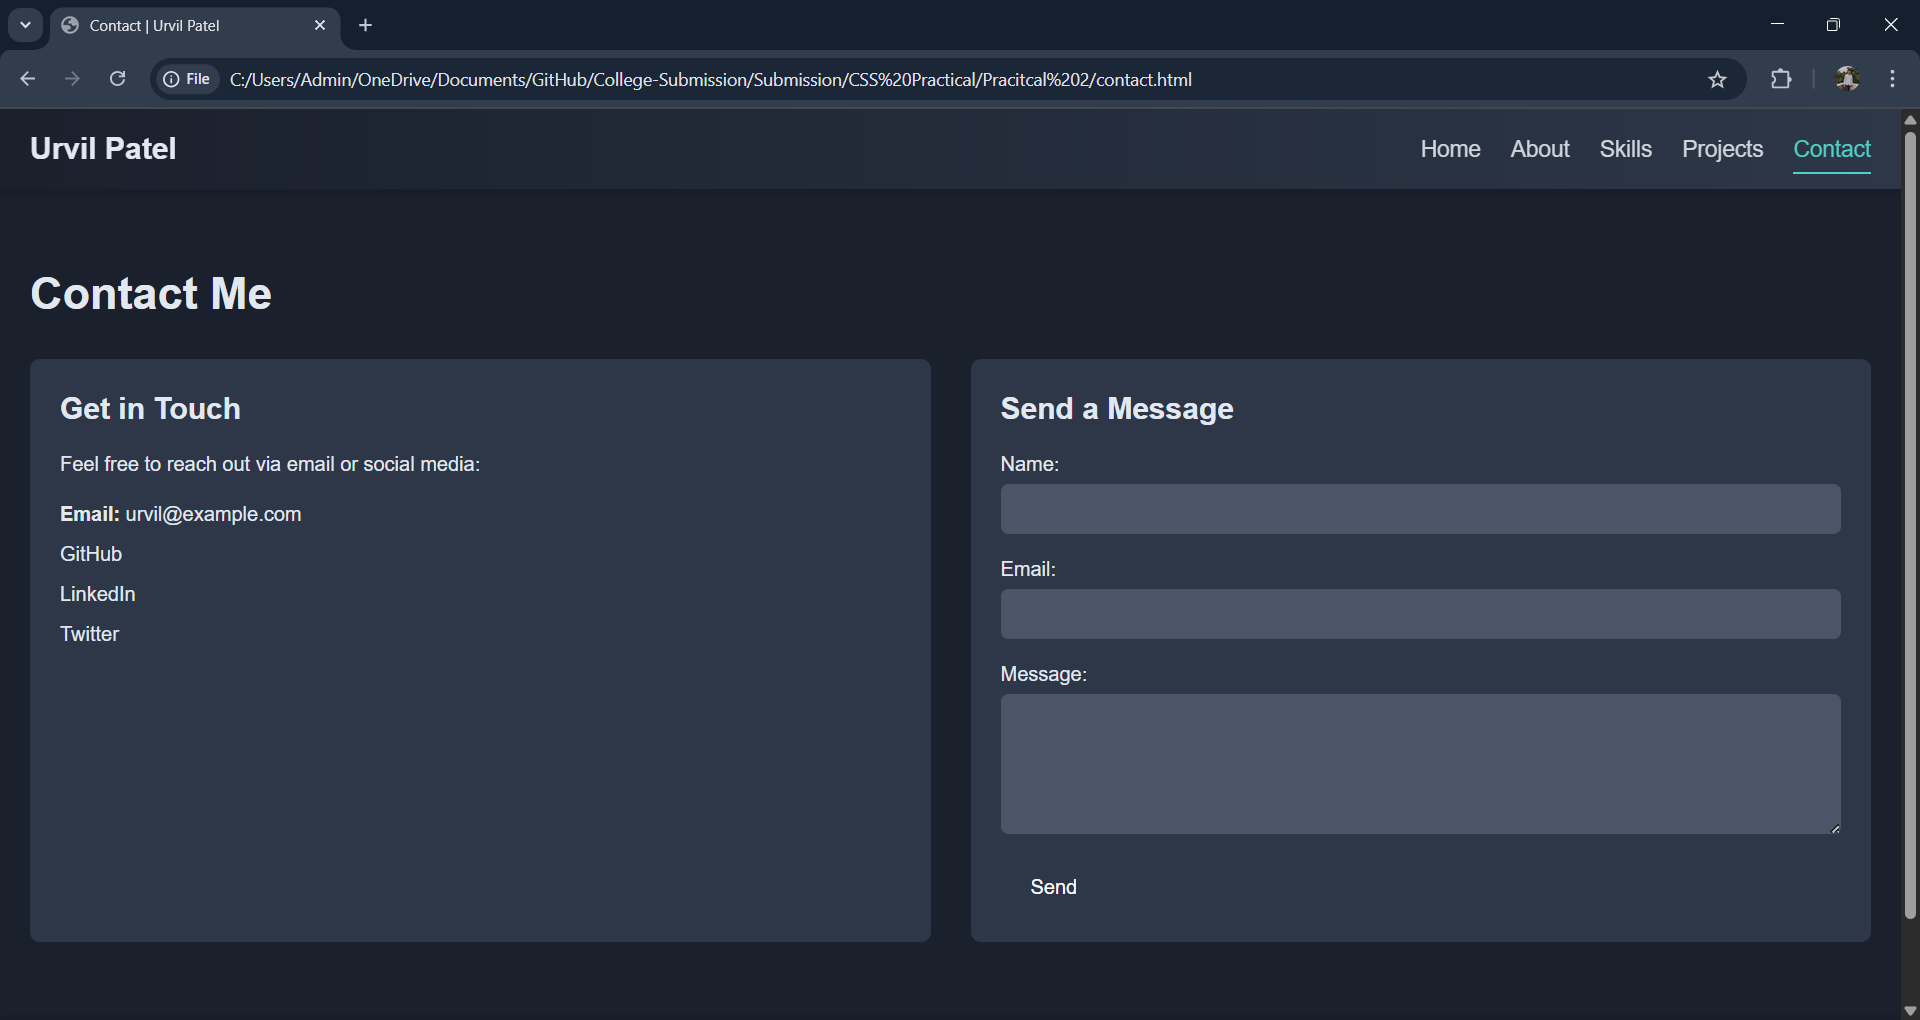 Contact | Urvil Patel
File
C:/Users/Admin/OneDrive/Documents/GitHub/College-Submission/Submission/CSS%20Practical/Pracitcal%202/contact.html
Urvil Patel
Home About Skills Projects Contact
Contact Me
Get in Touch
Feel free to reach out via email or social media:
Email: urvil@example.com
GitHub
LinkedIn
Twitter
Send a Message
Name:
Email:
Message:
Send